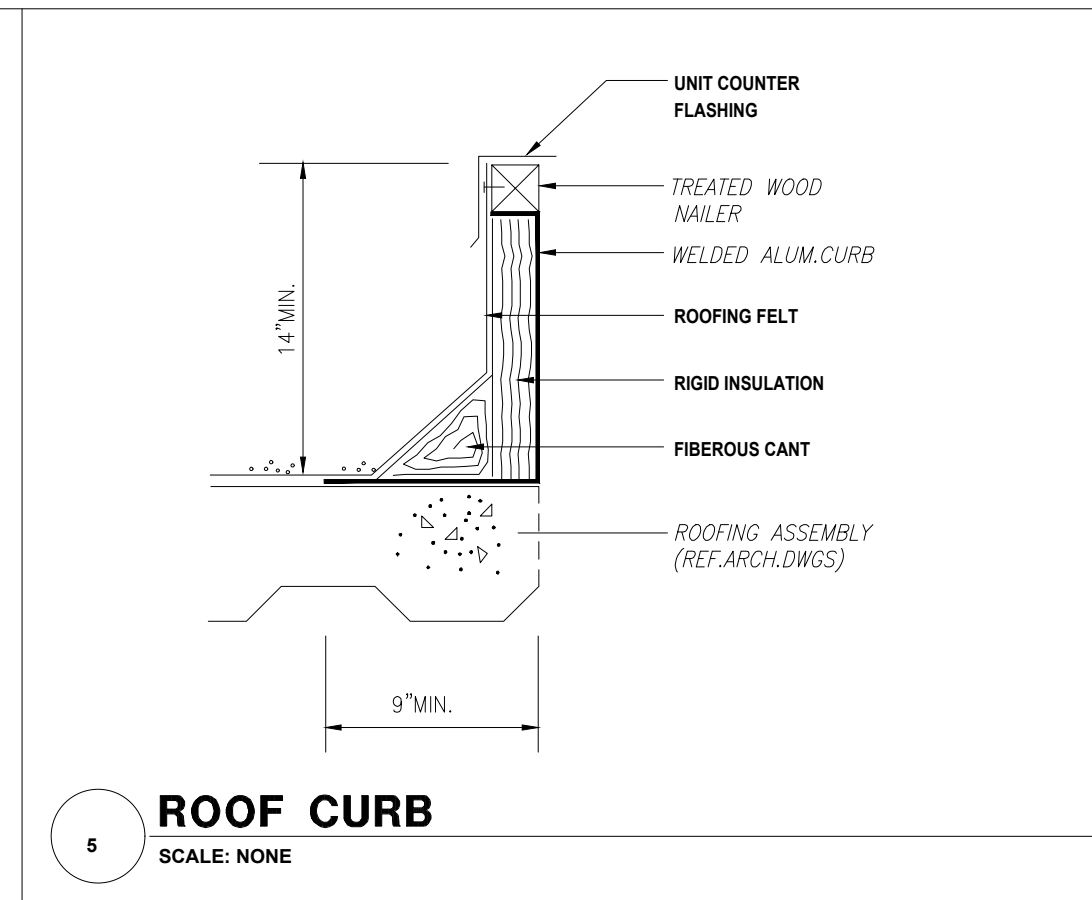 UNIT COUNTER
FLASHING
TREATED WOOD
NAILER
WELDED ALUM.CURB
14"MIN.
ROOFING FELT
RIGID INSULATION
FIBEROUS CANT
ROOFING ASSEMBLY
(REF.ARCH.DWGS)
9"MIN.
5
ROOF CURB
SCALE: NONE